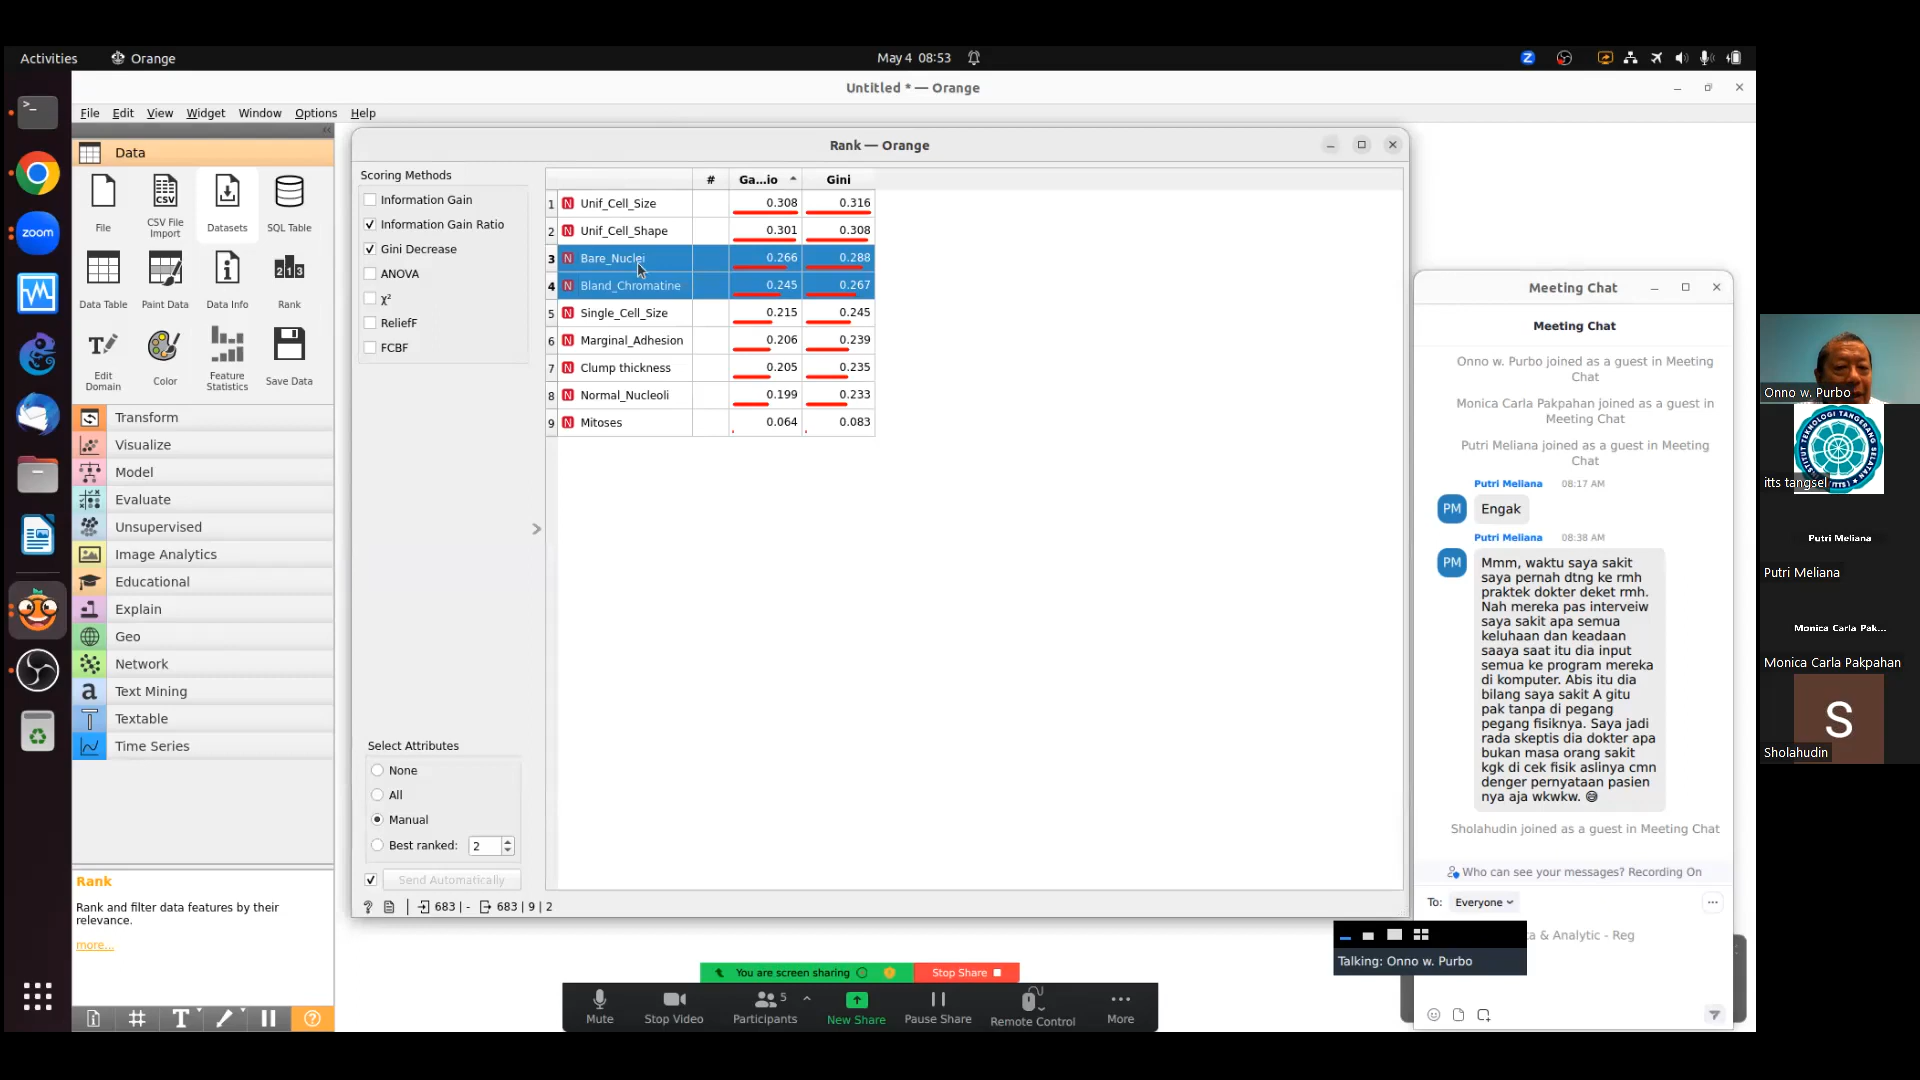 Activities
Orange
May 4 08:53
Untitled * — Orange
File Edit View Widget Window Options Help
Data
File
CSV File Import
Datasets
SQL Table
Data Table
Paint Data
Data Info
Rank
Edit Domain
Color
Feature Statistics
Save Data
Transform
Visualize
Model
Evaluate
Unsupervised
Image Analytics
Educational
Explain
Geo
Network
Text Mining
Textable
Time Series
Rank
Rank and filter data features by their
relevance.
more...
Rank — Orange
Scoring Methods
Information Gain
Information Gain Ratio
Gini Decrease
ANOVA
χ²
ReliefF
FCBF
# Ga...io Gini
1 N Unif_Cell_Size 0.308 0.316
2 N Unif_Cell_Shape 0.301 0.308
3 N Bare_Nuclei 0.266 0.288
4 N Bland_Chromatine 0.245 0.267
5 N Single_Cell_Size 0.215 0.245
6 N Marginal_Adhesion 0.206 0.239
7 N Clump thickness 0.205 0.235
8 N Normal_Nucleoli 0.199 0.233
9 N Mitoses 0.064 0.083
Select Attributes
None
All
Manual
Best ranked: 2
Send Automatically
683 | - 683 | 9 | 2
Meeting Chat
Meeting Chat
Onno w. Purbo joined as a guest in Meeting
Chat
Monica Carla Pakpahan joined as a guest in
Meeting Chat
Putri Meliana joined as a guest in Meeting
Chat
Putri Meliana 08:17 AM
PM Engak
Putri Meliana 08:38 AM
PM
Mmm, waktu saya sakit
saya pernah dtng ke rmh
praktek dokter deket rmh.
Nah mereka pas interveiw
saya sakit apa semua
keluhaan dan keadaan
saaya saat itu dia input
semua ke program mereka
di komputer. Abis itu dia
bilang saya sakit A gitu
pak tanpa di pegang
pegang fisiknya. Saya jadi
rada skeptis dia dokter apa
bukan masa orang sakit
kgk di cek fisik aslinya cmn
denger pernyataan pasien
nya aja wkwkw. 😅
Sholahudin joined as a guest in Meeting Chat
Who can see your messages? Recording On
To: Everyone
a & Analytic - Reg
Talking: Onno w. Purbo
You are screen sharing
Stop Share
Mute
Stop Video
Participants 5
New Share
Pause Share
Remote Control
More
zoom
Onno w. Purbo
itts tangsel
Putri Meliana
Putri Meliana
Monica Carla Pak...
Monica Carla Pakpahan
S
Sholahudin